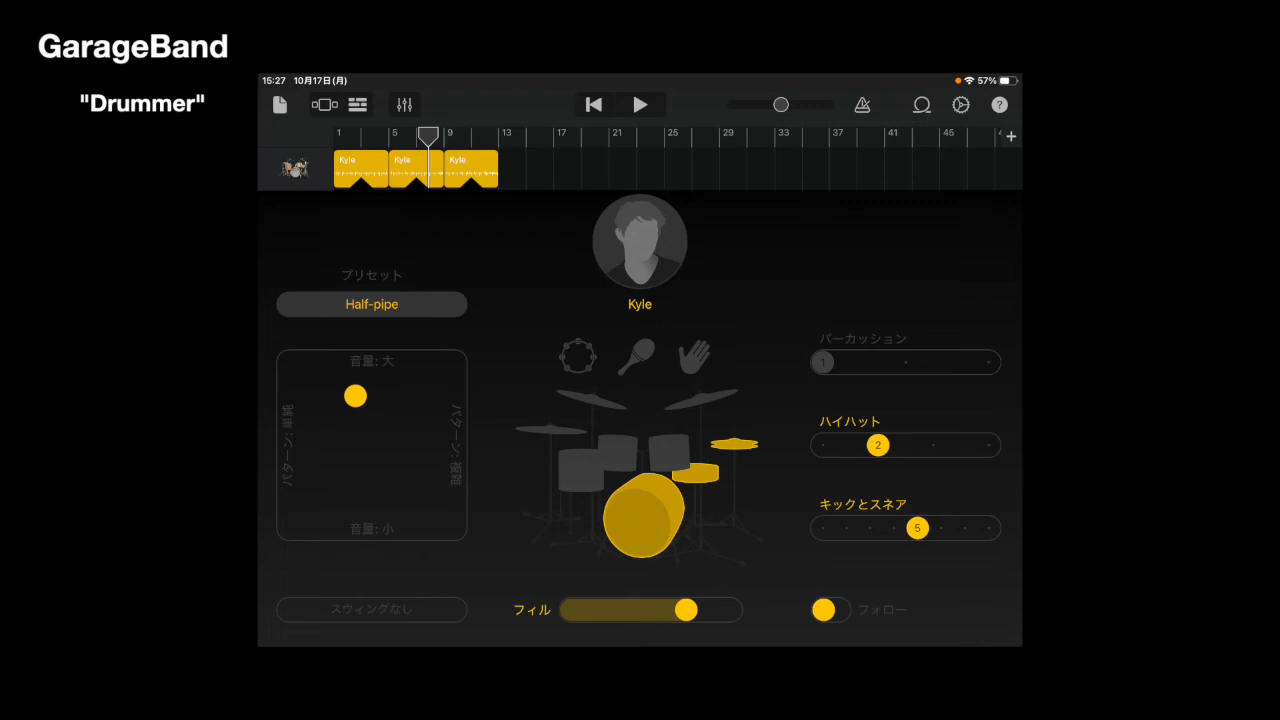 GarageBand
"Drummer"
15:27 10月17日(月)
57%
1 5 9 13 17 21 25 29 33 37 41 45
Kyle Kyle Kyle
Kyle
プリセット
Half-pipe
音量: 大
パターン: 簡潔
パターン: 複雑
音量: 小
パーカッション
1
ハイハット
2
キックとスネア
5
スウィングなし
フィル
フォロー